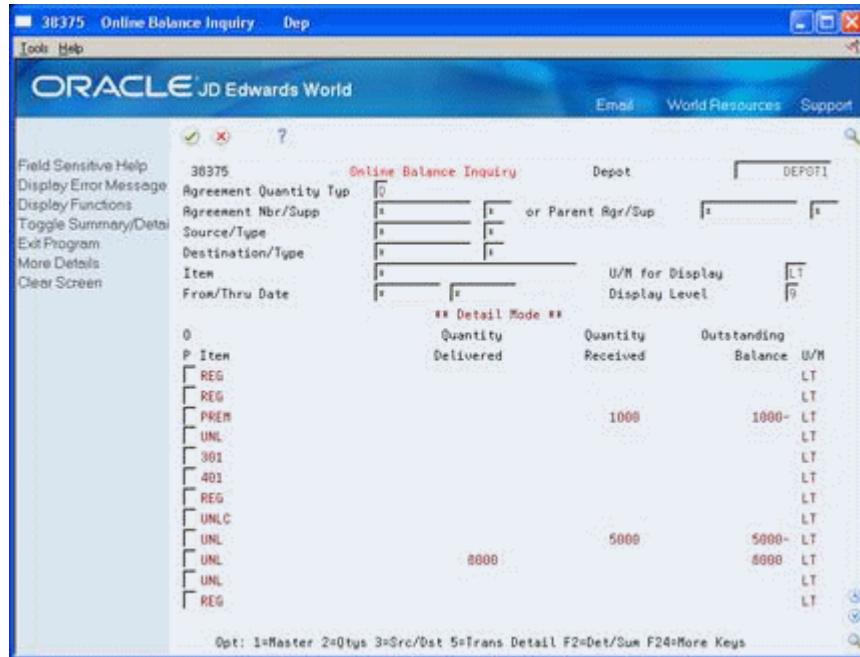 38375 Online Balance Inquiry Dep
Tools Help
ORACLE JD Edwards World
Email World Resources Support
?
Field Sensitive Help
Display Error Message
Display Functions
Toggle Summary/Detai
Exit Program
More Details
Clear Screen
38375 Online Balance Inquiry Depot DEPOT1
Agreement Quantity Typ Q
Agreement Nbr/Supp * * or Parent Agr/Sup * *
Source/Type * *
Destination/Type * *
Item * U/M for Display LT
From/Thru Date * * Display Level 9
** Detail Mode **
O Quantity Quantity Outstanding
P Item Delivered Received Balance U/M
REG LT
REG LT
PREM 1000 1000- LT
UNL LT
301 LT
401 LT
REG LT
UNLC LT
UNL 5000 5000- LT
UNL 8000 8000 LT
UNL LT
REG LT
Opt: 1=Master 2=Qtys 3=Src/Dst 5=Trans Detail F2=Det/Sum F24=More Keys